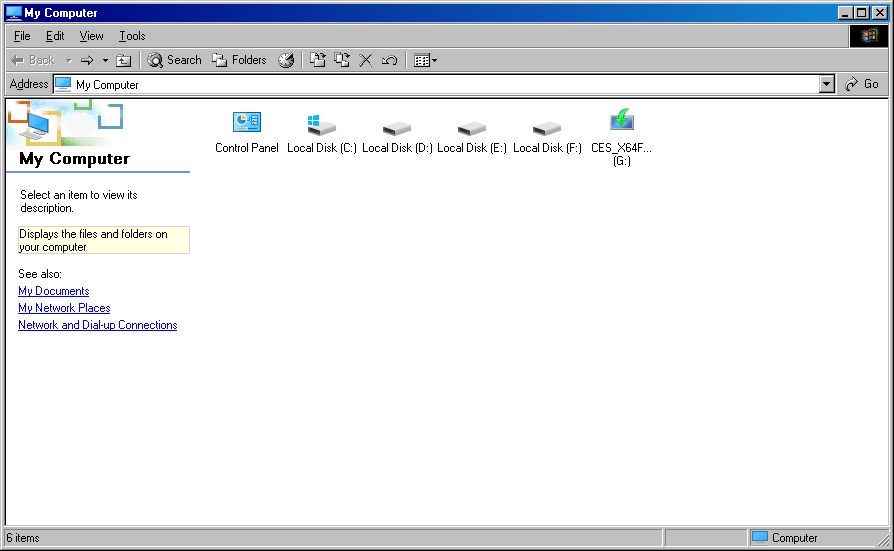 My Computer
File Edit View Tools
Back Search Folders
Address My Computer Go
My Computer
Select an item to view its
description.
Displays the files and folders on
your computer
See also:
My Documents
My Network Places
Network and Dial-up Connections
Control Panel
Local Disk (C:)
Local Disk (D:)
Local Disk (E:)
Local Disk (F:)
CES_X64F...
(G:)
6 items
Computer